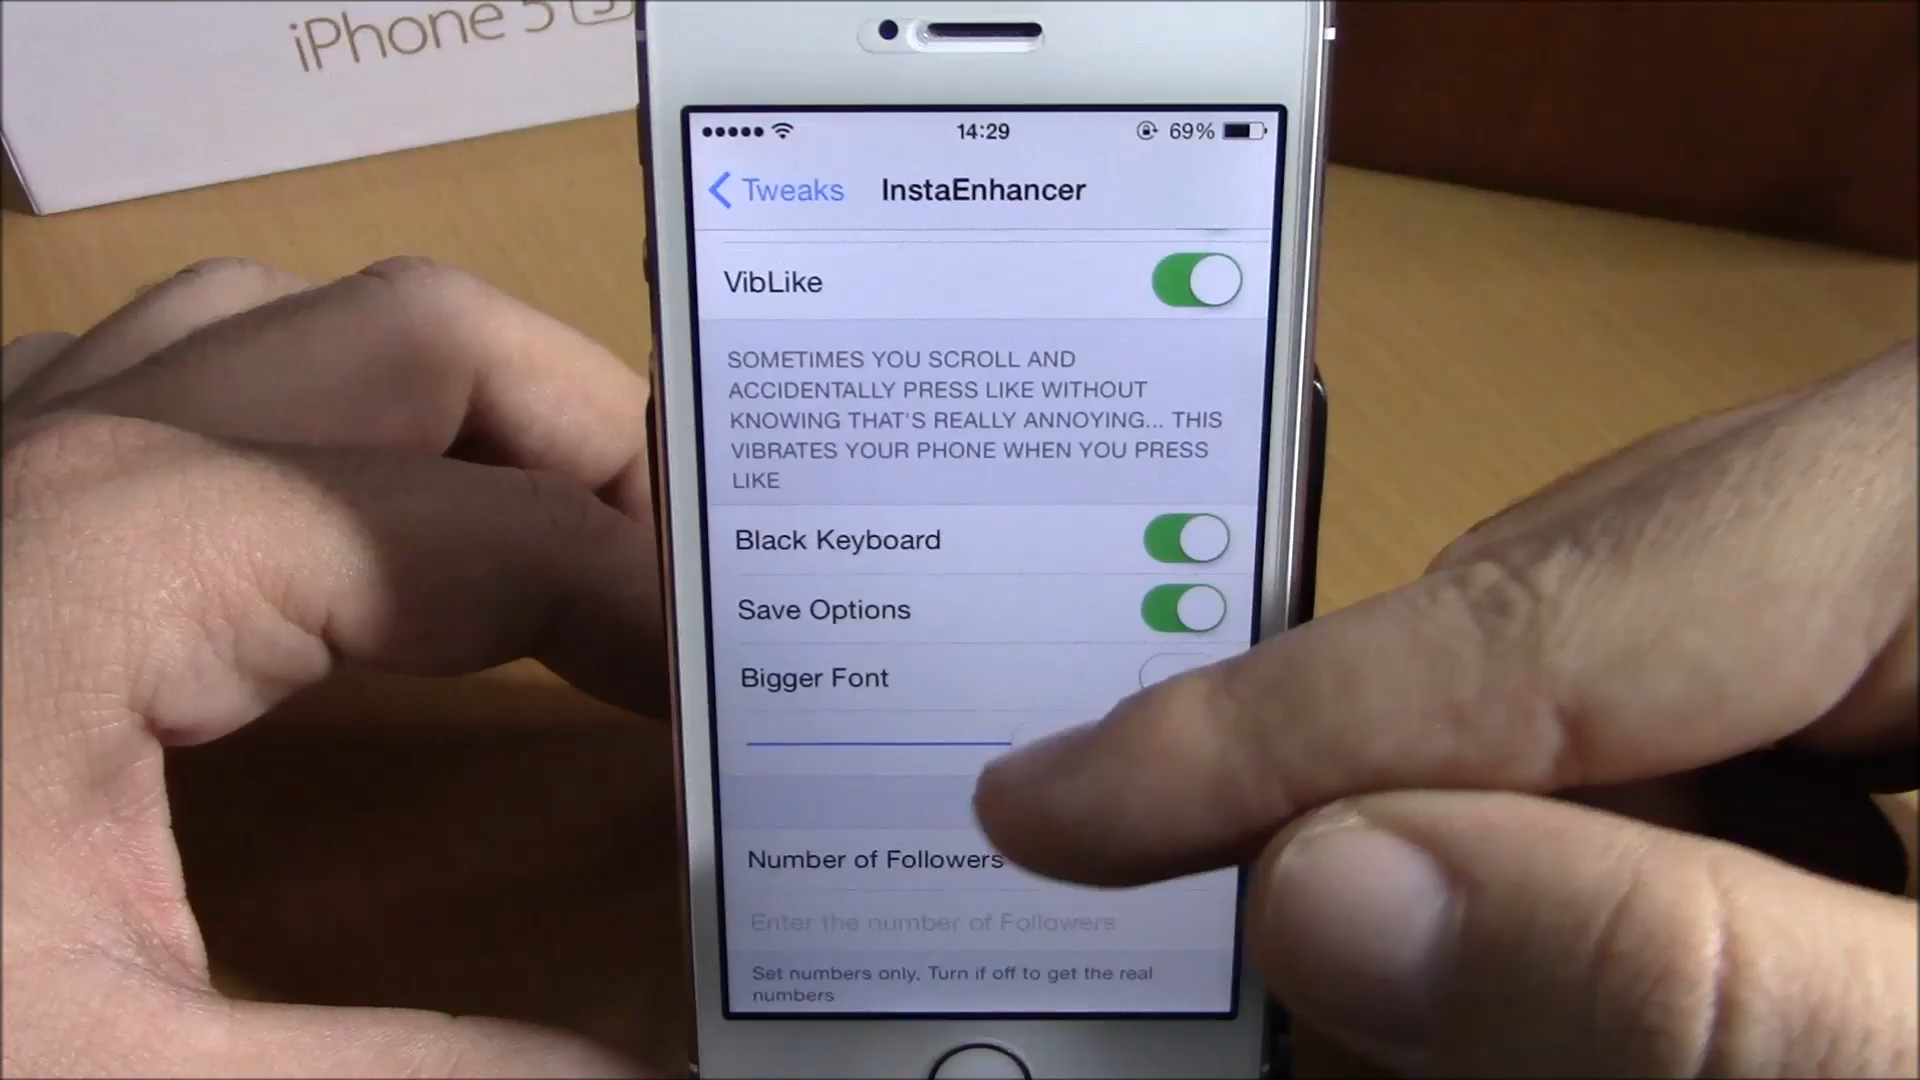 iPhone 5s
14:29
69%
Tweaks
InstaEnhancer
VibLike
SOMETIMES YOU SCROLL AND
ACCIDENTALLY PRESS LIKE WITHOUT
KNOWING THAT'S REALLY ANNOYING... THIS
VIBRATES YOUR PHONE WHEN YOU PRESS
LIKE
Black Keyboard
Save Options
Bigger Font
Number of Followers
Enter the number of Followers
Set numbers only. Turn if off to get the real
numbers